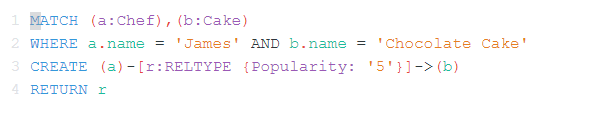 1 MATCH (a:Chef),(b:Cake)
2 WHERE a.name = 'James' AND b.name = 'Chocolate Cake'
3 CREATE (a)-[r:RELTYPE {Popularity: '5'}]->(b)
4 RETURN r